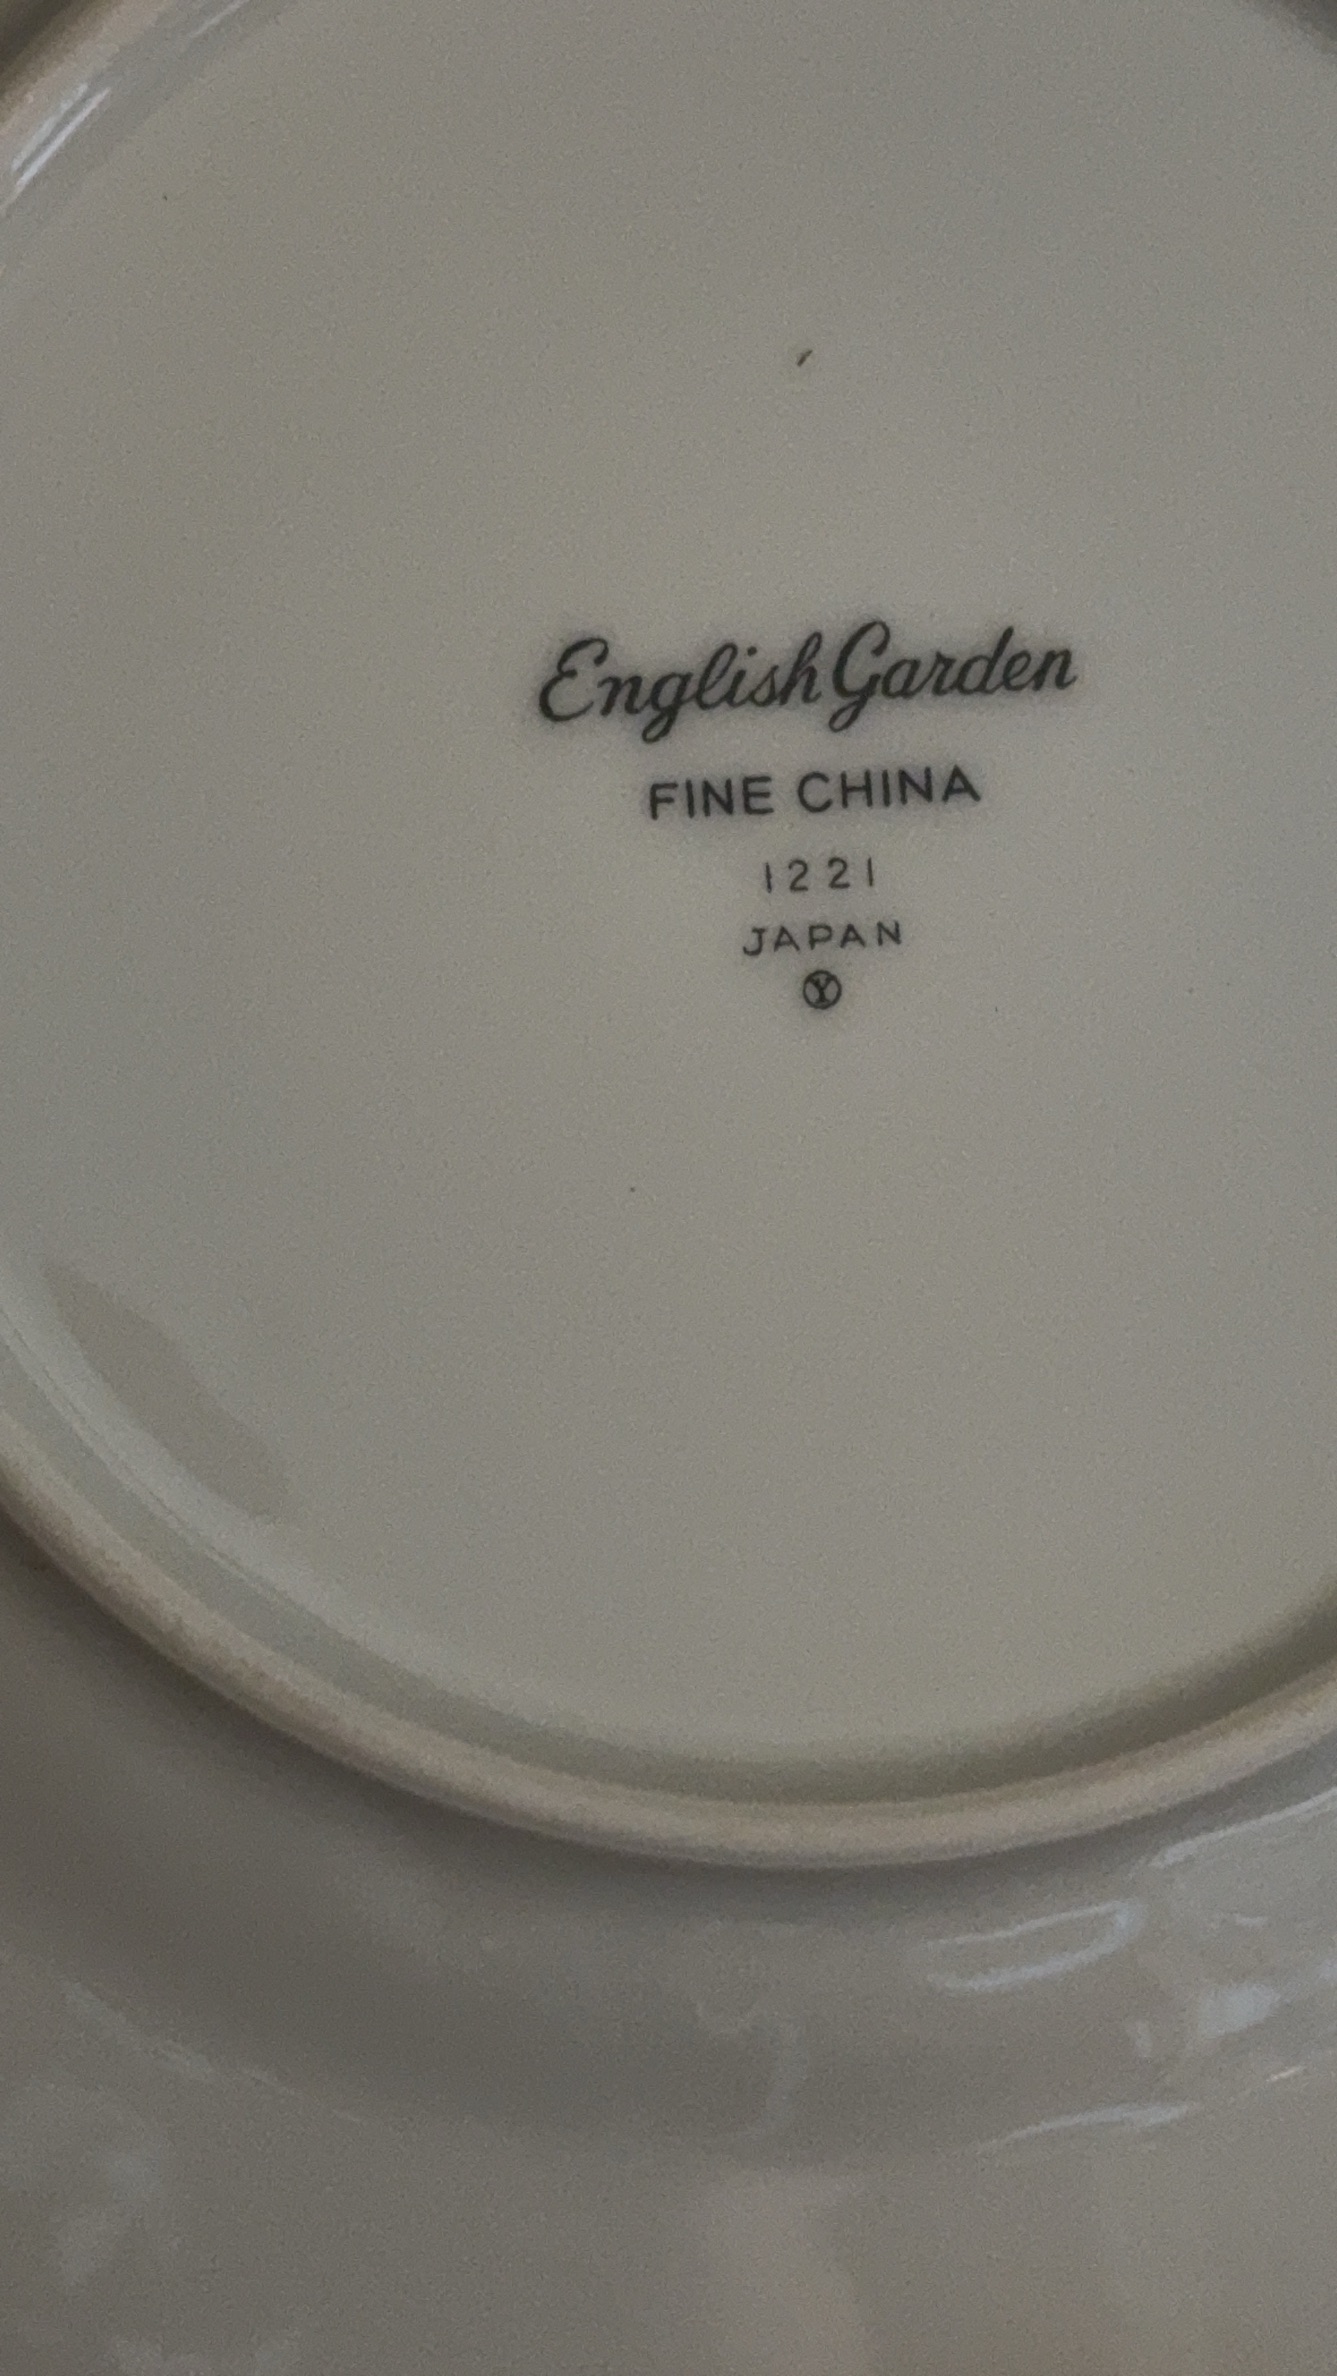 English Garden
FINE CHINA
1221
JAPAN
Ⓨ